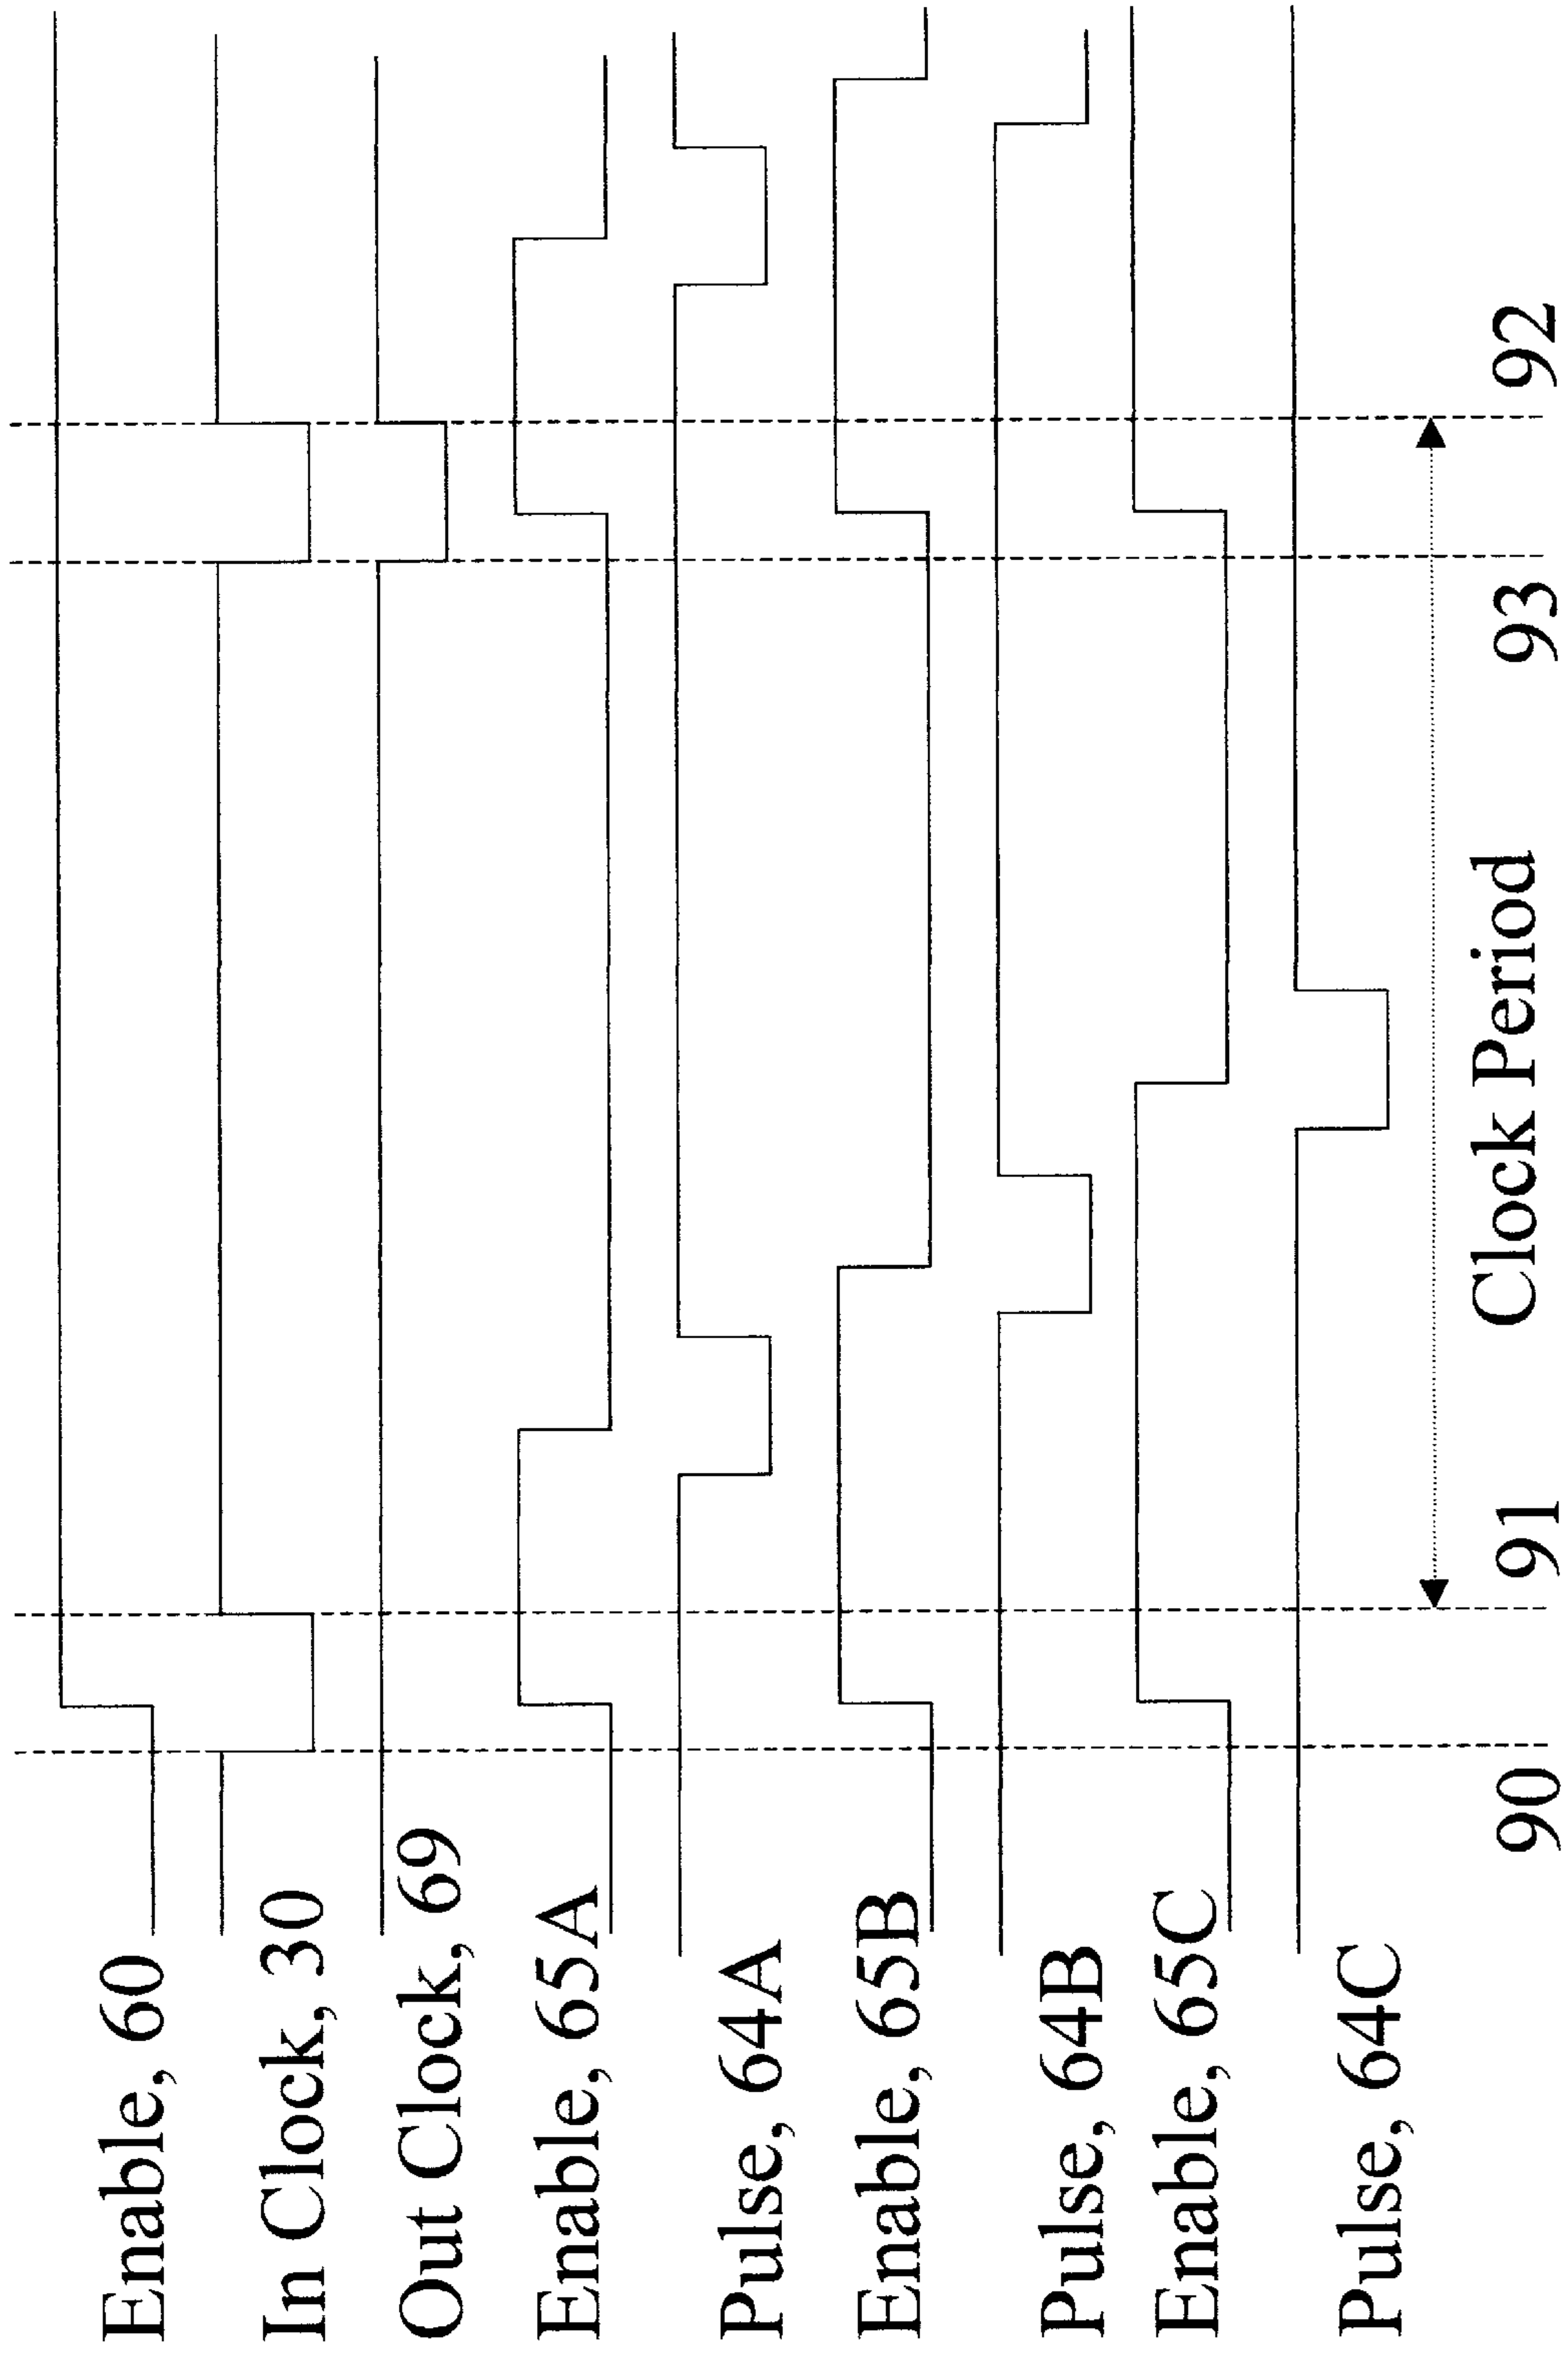 Enable, 60
In Clock, 30
Out Clock, 69
Enable, 65A
Pulse, 64A
Enable, 65B
Pulse, 64B
Enable, 65C
Pulse, 64C
Clock Period
90 91 93 92